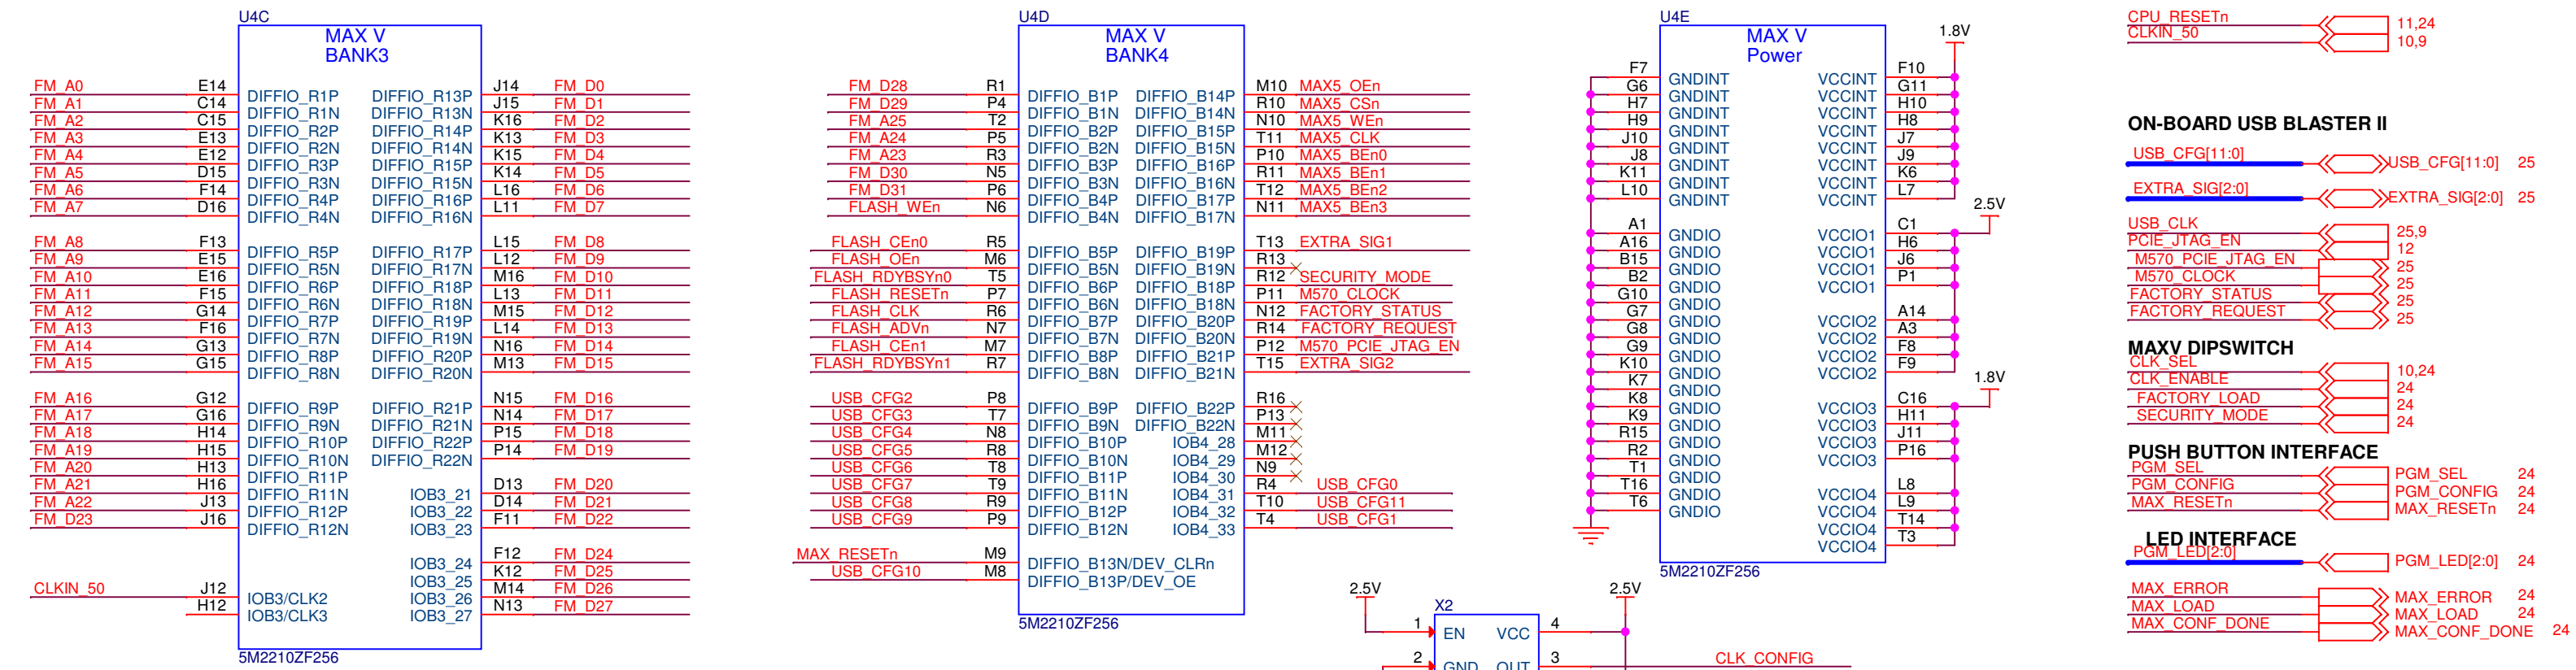 U4C
MAX V
BANK3
FM_A0 E14 DIFFIO_R1P DIFFIO_R13P J14 FM_D0
FM_A1 C14 DIFFIO_R1N DIFFIO_R13N J15 FM_D1
FM_A2 C15 DIFFIO_R2P DIFFIO_R14P K16 FM_D2
FM_A3 E13 DIFFIO_R2N DIFFIO_R14N K13 FM_D3
FM_A4 E12 DIFFIO_R3P DIFFIO_R15P K15 FM_D4
FM_A5 D15 DIFFIO_R3N DIFFIO_R15N K14 FM_D5
FM_A6 F14 DIFFIO_R4P DIFFIO_R16P L16 FM_D6
FM_A7 D16 DIFFIO_R4N DIFFIO_R16N L11 FM_D7
FM_A8 F13 DIFFIO_R5P DIFFIO_R17P L15 FM_D8
FM_A9 E15 DIFFIO_R5N DIFFIO_R17N L12 FM_D9
FM_A10 E16 DIFFIO_R6P DIFFIO_R18P M16 FM_D10
FM_A11 F15 DIFFIO_R6N DIFFIO_R18N L13 FM_D11
FM_A12 G14 DIFFIO_R7P DIFFIO_R19P M15 FM_D12
FM_A13 F16 DIFFIO_R7N DIFFIO_R19N L14 FM_D13
FM_A14 G13 DIFFIO_R8P DIFFIO_R20P N16 FM_D14
FM_A15 G15 DIFFIO_R8N DIFFIO_R20N M13 FM_D15
FM_A16 G12 DIFFIO_R9P DIFFIO_R21P N15 FM_D16
FM_A17 G16 DIFFIO_R9N DIFFIO_R21N N14 FM_D17
FM_A18 H14 DIFFIO_R10P DIFFIO_R22P P15 FM_D18
FM_A19 H15 DIFFIO_R10N DIFFIO_R22N P14 FM_D19
FM_A20 H13 DIFFIO_R11P
FM_A21 H16 DIFFIO_R11N IOB3_21 D13 FM_D20
FM_A22 J13 DIFFIO_R12P IOB3_22 D14 FM_D21
FM_D23 J16 DIFFIO_R12N IOB3_23 F11 FM_D22
IOB3_24 F12 FM_D24
IOB3_25 K12 FM_D25
CLKIN_50 J12 IOB3/CLK2 IOB3_26 M14 FM_D26
H12 IOB3/CLK3 IOB3_27 N13 FM_D27
5M2210ZF256
U4D
MAX V
BANK4
FM_D28 R1 DIFFIO_B1P DIFFIO_B14P M10 MAX5_OEn
FM_D29 P4 DIFFIO_B1N DIFFIO_B14N R10 MAX5_CSn
FM_A25 T2 DIFFIO_B2P DIFFIO_B15P N10 MAX5_WEn
FM_A24 P5 DIFFIO_B2N DIFFIO_B15N T11 MAX5_CLK
FM_A23 R3 DIFFIO_B3P DIFFIO_B16P P10 MAX5_BEn0
FM_D30 N5 DIFFIO_B3N DIFFIO_B16N R11 MAX5_BEn1
FM_D31 P6 DIFFIO_B4P DIFFIO_B17P T12 MAX5_BEn2
FLASH_WEn N6 DIFFIO_B4N DIFFIO_B17N N11 MAX5_BEn3
FLASH_CEn0 R5 DIFFIO_B5P DIFFIO_B19P T13 EXTRA_SIG1
FLASH_OEn M6 DIFFIO_B5N DIFFIO_B19N R13
FLASH_RDYBSYn0 T5 DIFFIO_B6P DIFFIO_B18P R12 SECURITY_MODE
FLASH_RESETn P7 DIFFIO_B6N DIFFIO_B18N P11 M570_CLOCK
FLASH_CLK R6 DIFFIO_B7P DIFFIO_B20P N12 FACTORY_STATUS
FLASH_ADVn N7 DIFFIO_B7N DIFFIO_B20N R14 FACTORY_REQUEST
FLASH_CEn1 M7 DIFFIO_B8P DIFFIO_B21P P12 M570_PCIE_JTAG_EN
FLASH_RDYBSYn1 R7 DIFFIO_B8N DIFFIO_B21N T15 EXTRA_SIG2
USB_CFG2 P8 DIFFIO_B9P DIFFIO_B22P R16
USB_CFG3 T7 DIFFIO_B9N DIFFIO_B22N P13
USB_CFG4 N8 DIFFIO_B10P IOB4_28 M11
USB_CFG5 R8 DIFFIO_B10N IOB4_29 M12
USB_CFG6 T8 DIFFIO_B11P IOB4_30 N9
USB_CFG7 T9 DIFFIO_B11N IOB4_31 R4 USB_CFG0
USB_CFG8 R9 DIFFIO_B12P IOB4_32 T10 USB_CFG11
USB_CFG9 P9 DIFFIO_B12N IOB4_33 T4 USB_CFG1
MAX_RESETn M9 DIFFIO_B13N/DEV_CLRn
USB_CFG10 M8 DIFFIO_B13P/DEV_OE
5M2210ZF256
U4E
MAX V
Power
1.8V
F7 GNDINT VCCINT F10
G6 GNDINT VCCINT G11
H7 GNDINT VCCINT H10
H9 GNDINT VCCINT H8
J10 GNDINT VCCINT J7
J8 GNDINT VCCINT J9
K11 GNDINT VCCINT K6
L10 GNDINT VCCINT L7
2.5V
A1 GNDIO VCCIO1 C1
A16 GNDIO VCCIO1 H6
B15 GNDIO VCCIO1 J6
B2 GNDIO VCCIO1 P1
G10 GNDIO
G7 GNDIO VCCIO2 A14
G8 GNDIO VCCIO2 A3
G9 GNDIO VCCIO2 F8
K10 GNDIO VCCIO2 F9
K7 GNDIO 1.8V
K8 GNDIO VCCIO3 C16
K9 GNDIO VCCIO3 H11
R15 GNDIO VCCIO3 J11
R2 GNDIO VCCIO3 P16
T1 GNDIO
T16 GNDIO VCCIO4 L8
T6 GNDIO VCCIO4 L9
VCCIO4 T14
VCCIO4 T3
5M2210ZF256
2.5V X2 2.5V
1 EN VCC 4
2 GND OUT 3 CLK_CONFIG
CPU_RESETn 11,24
CLKIN_50 10,9
ON-BOARD USB BLASTER II
USB_CFG[11:0] USB_CFG[11:0] 25
EXTRA_SIG[2:0] EXTRA_SIG[2:0] 25
USB_CLK 25,9
PCIE_JTAG_EN 12
M570_PCIE_JTAG_EN 25
M570_CLOCK 25
FACTORY_STATUS 25
FACTORY_REQUEST 25
MAXV DIPSWITCH
CLK_SEL 10,24
CLK_ENABLE 24
FACTORY_LOAD 24
SECURITY_MODE 24
PUSH BUTTON INTERFACE
PGM_SEL PGM_SEL 24
PGM_CONFIG PGM_CONFIG 24
MAX_RESETn MAX_RESETn 24
LED INTERFACE
PGM_LED[2:0] PGM_LED[2:0] 24
MAX_ERROR MAX_ERROR 24
MAX_LOAD MAX_LOAD 24
MAX_CONF_DONE MAX_CONF_DONE 24